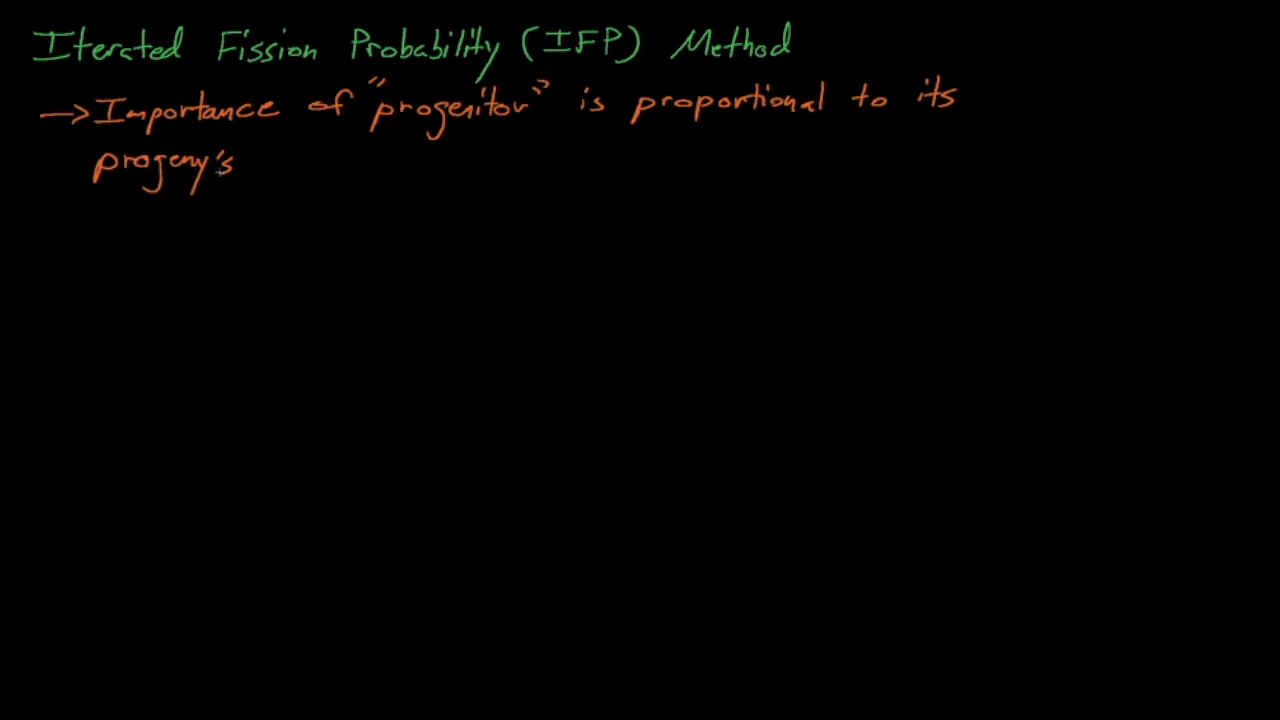 Iterated Fission Probability (IFP) Method
→ Importance of "progenitor" is proportional to its
progeny's